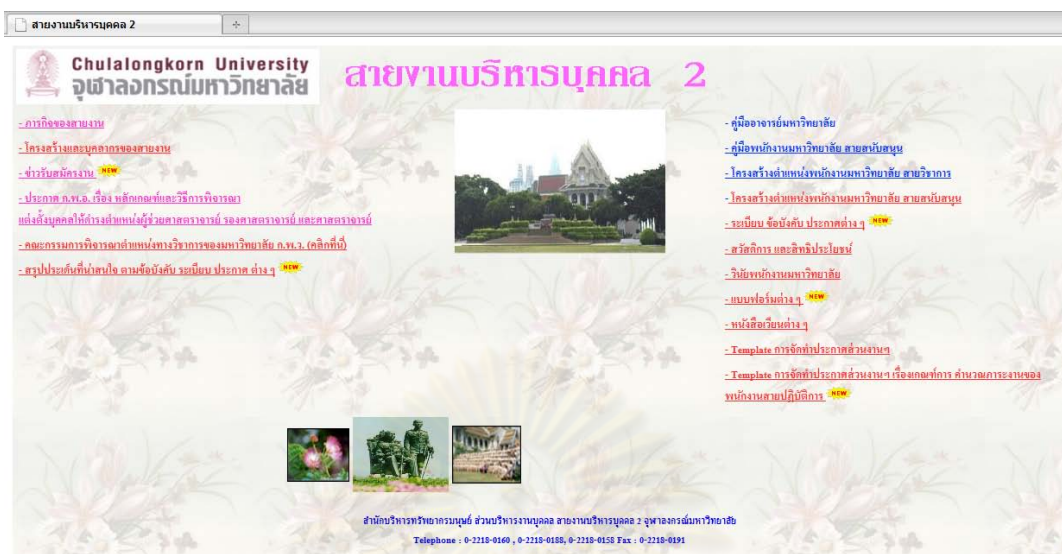 สายงานบริหารบุคคล 2
Chulalongkorn University
จุฬาลงกรณ์มหาวิทยาลัย
สายงานบริหารบุคคล 2
- ภารกิจของสายงาน
- โครงสร้างและบุคลากรของสายงาน
- ข่าวรับสมัครงาน NEW
- ประกาศ ก.พ.อ. เรื่อง หลักเกณฑ์และวิธีการพิจารณา
แต่งตั้งบุคคลให้ดำรงตำแหน่งผู้ช่วยศาสตราจารย์ รองศาสตราจารย์ และศาสตราจารย์
- คณะกรรมการพิจารณาตำแหน่งทางวิชาการของมหาวิทยาลัย ก.พ.ว. (คลิกที่นี่)
- สรุปประเด็นที่น่าสนใจ ตามข้อบังคับ ระเบียบ ประกาศ ต่าง ๆ NEW
- คู่มืออาจารย์มหาวิทยาลัย
- คู่มือพนักงานมหาวิทยาลัย สายสนับสนุน
- โครงสร้างตำแหน่งพนักงานมหาวิทยาลัย สายวิชาการ
- โครงสร้างตำแหน่งพนักงานมหาวิทยาลัย สายสนับสนุน
- ระเบียบ ข้อบังคับ ประกาศต่าง ๆ NEW
- สวัสดิการ และสิทธิประโยชน์
- วินัยพนักงานมหาวิทยาลัย
- แบบฟอร์มต่าง ๆ NEW
- หนังสือเวียนต่าง ๆ
- Template การจัดทำประกาศส่วนงานฯ
- Template การจัดทำประกาศส่วนงานฯ เรื่องเกณฑ์การ คำนวณภาระงานของ
พนักงานสายปฏิบัติการ NEW
สำนักบริหารทรัพยากรมนุษย์ ส่วนบริหารงานบุคคล สายงานบริหารบุคคล 2 จุฬาลงกรณ์มหาวิทยาลัย
Telephone : 0-2218-0160 , 0-2218-0188, 0-2218-0158 Fax : 0-2218-0191